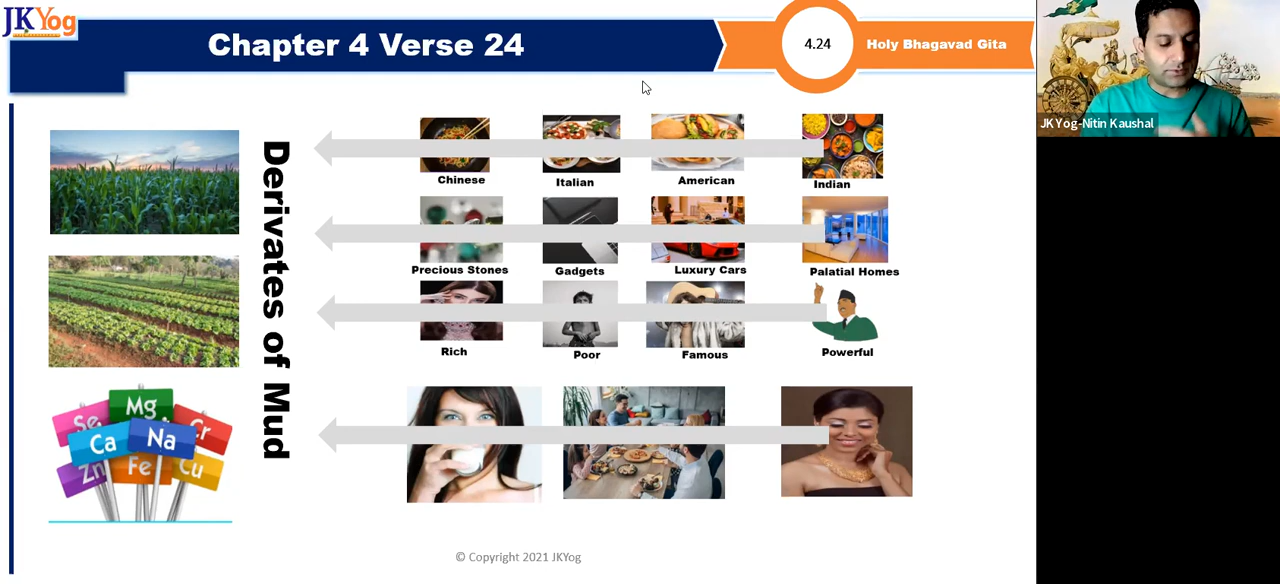 JKYog
Chapter 4 Verse 24
4.24
Holy Bhagavad Gita
JKYog-Nitin Kaushal
Derivates of Mud
Chinese
Italian
American
Indian
Precious Stones
Gadgets
Luxury Cars
Palatial Homes
Rich
Poor
Famous
Powerful
Se
Mg
Cr
Ca
Na
Zn
Fe
Cu
© Copyright 2021 JKYog